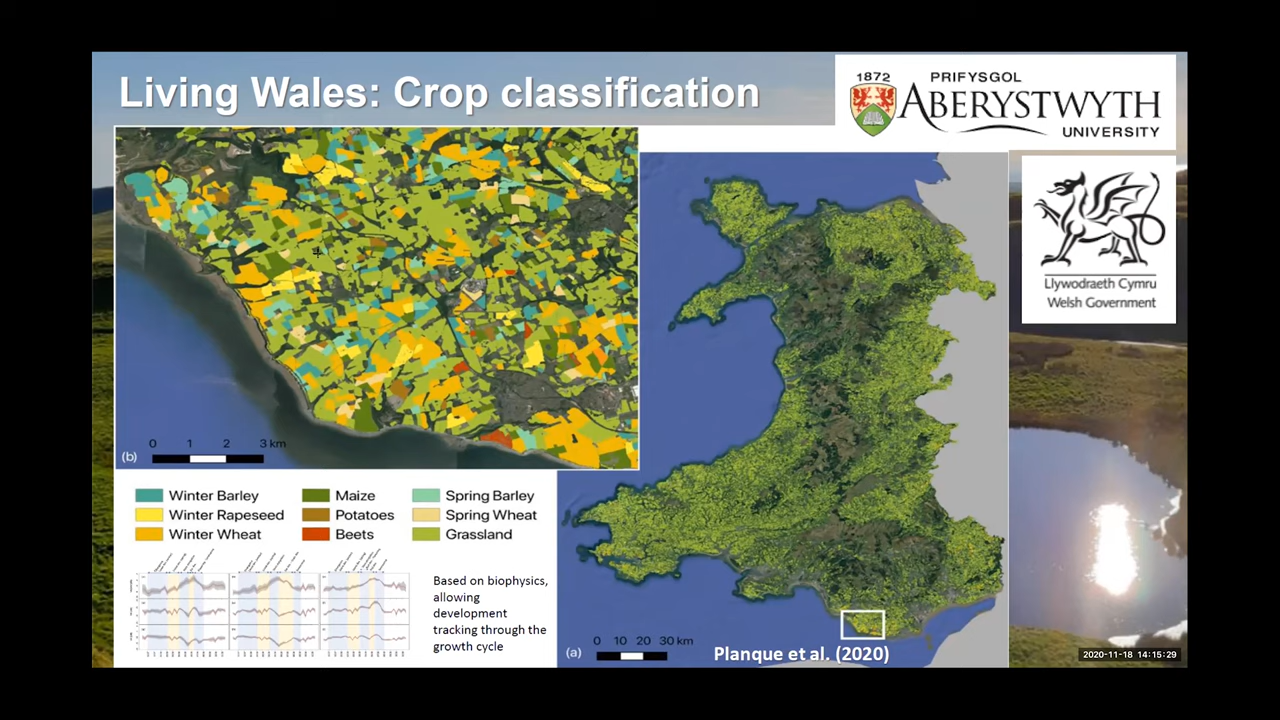 Living Wales: Crop classification
1872
PRIFYSGOL
ABERYSTWYTH
UNIVERSITY
Llywodraeth Cymru
Welsh Government
0 1 2 3 km
(b)
Winter Barley
Winter Rapeseed
Winter Wheat
Maize
Potatoes
Beets
Spring Barley
Spring Wheat
Grassland
Based on biophysics,
allowing
development
tracking through the
growth cycle
0 10 20 30 km
(a)
Planque et al. (2020)
2020-11-18 14:15:29